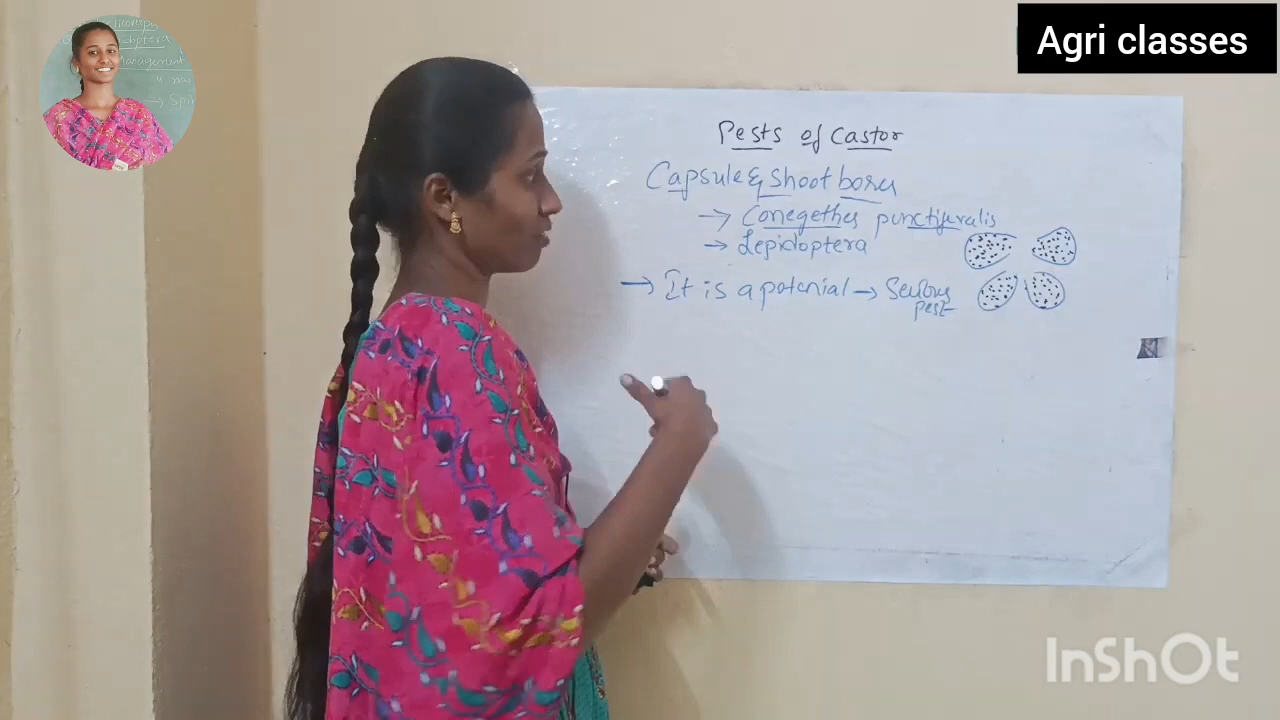 Agri classes
Pests of Castor
Capsule & shoot borer
→ Conegethes punctiferalis
→ Lepidoptera
→ It is a potenial → Serious
pest
InShOt